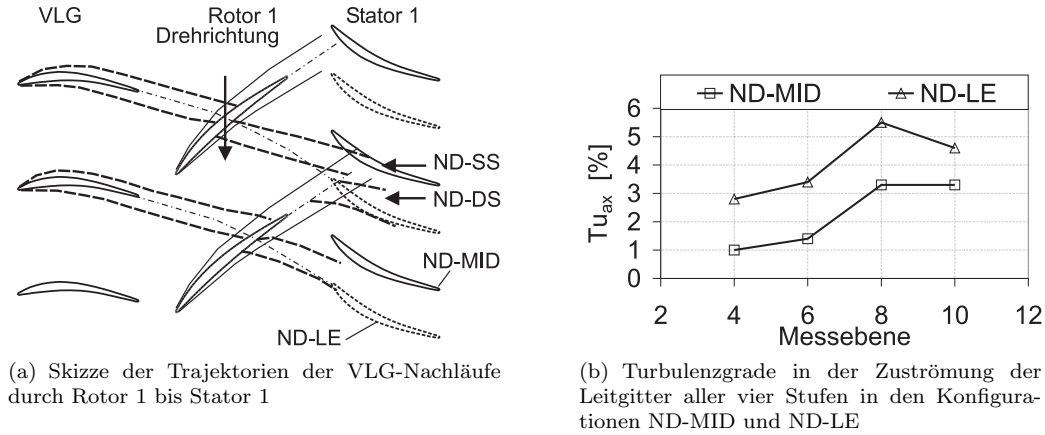 VLG
Rotor 1
Drehrichtung
Stator 1
ND-SS
ND-DS
ND-MID
ND-LE
(a) Skizze der Trajektorien der VLG-Nachläufe
durch Rotor 1 bis Stator 1
ND-MID
ND-LE
Tu_ax [%]
6
5
4
3
2
1
0
2
4
6
8
10
12
Messebene
(b) Turbulenzgrade in der Zuströmung der
Leitgitter aller vier Stufen in den Konfigura-
tionen ND-MID und ND-LE